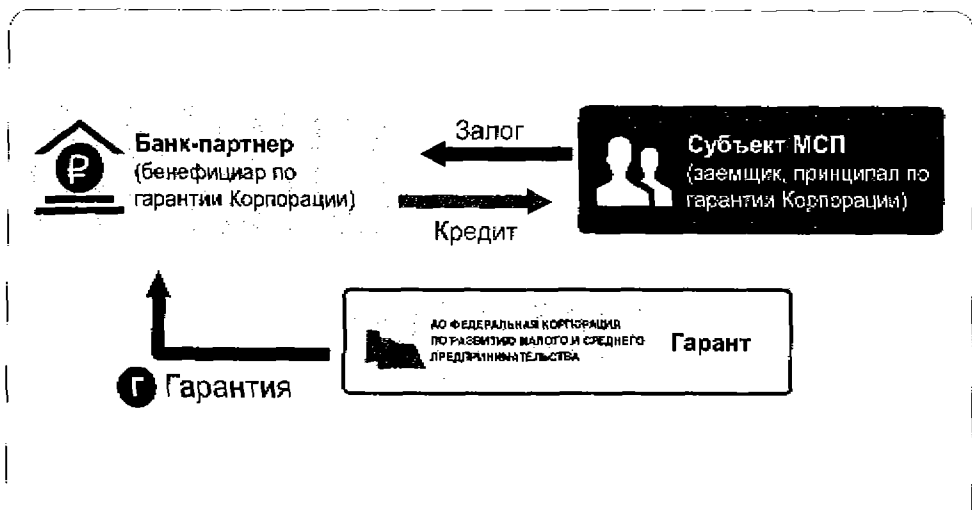 Банк-партнер
(бенефициар по
гарантии Корпорации)
Залог
Кредит
Субъект МСП
(заемщик, принципал по
гарантии Корпорации)
АО ФЕДЕРАЛЬНАЯ КОРПОРАЦИЯ
ПО РАЗВИТИЮ МАЛОГО И СРЕДНЕГО
ПРЕДПРИНИМАТЕЛЬСТВА
Гарант
Г Гарантия